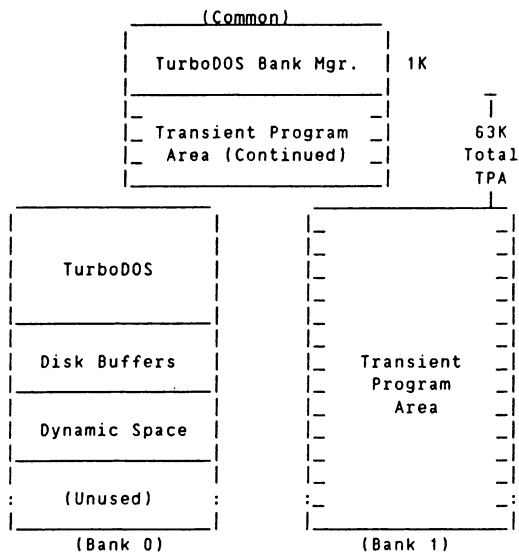 (Common)
TurboDOS Bank Mgr.
1K
Transient Program
Area (Continued)
63K
Total
TPA
TurboDOS
Disk Buffers
Dynamic Space
(Unused)
Transient
Program
Area
(Bank 0)
(Bank 1)